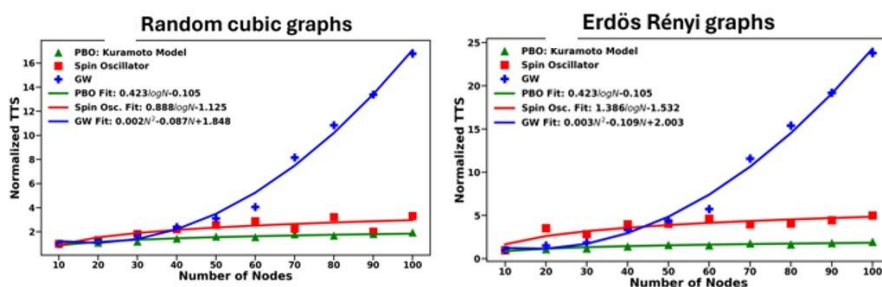 Random cubic graphs
PBO: Kuramoto Model
Spin Oscillator
GW
PBO Fit: 0.423logN-0.105
Spin Osc. Fit: 0.888logN-1.125
GW Fit: 0.002N²-0.087N+1.848
Normalized TTS
16
14
12
10
8
6
4
2
10 20 30 40 50 60 70 80 90 100
Number of Nodes
Erdös Rényi graphs
PBO: Kuramoto Model
Spin Oscillator
GW
PBO Fit: 0.423logN-0.105
Spin Osc. Fit: 1.386logN-1.532
GW Fit: 0.003N²-0.109N+2.003
Normalized TTS
25
20
15
10
5
0
10 20 30 40 50 60 70 80 90 100
Number of Nodes